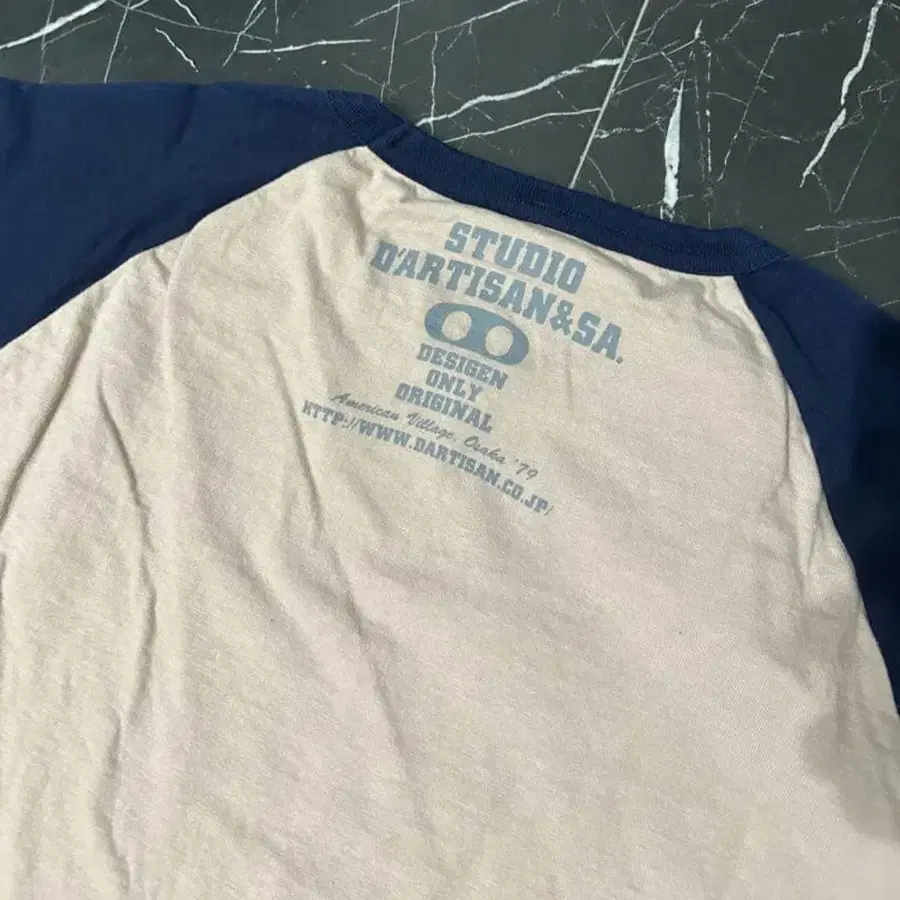 STUDIO
D'ARTISAN&SA.
DESIGEN
ONLY
ORIGINAL
American Village, Osaka '79
HTTP://WWW.DARTISAN.CO.JP/